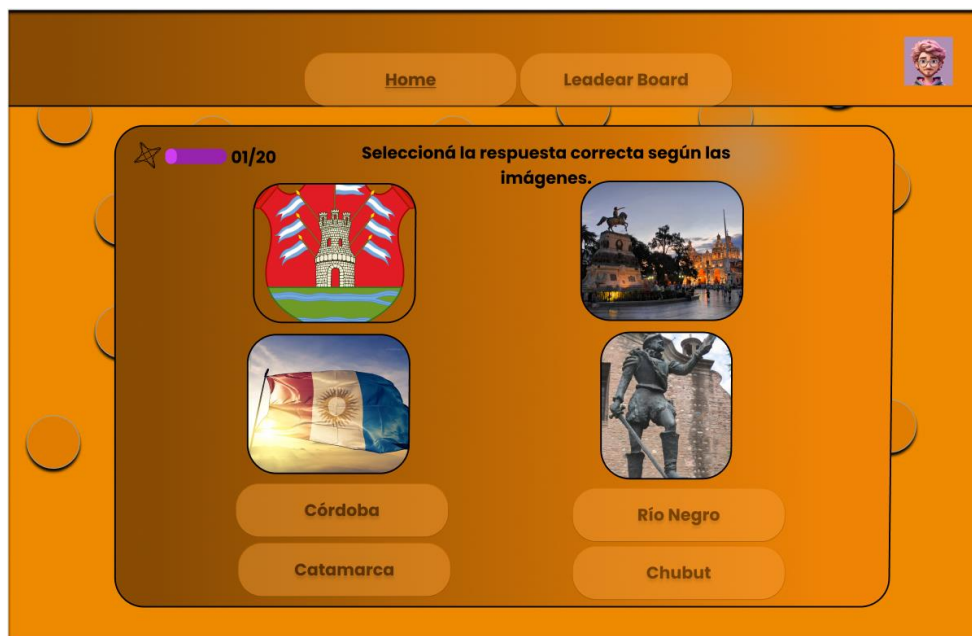 Home
Leadear Board
01/20
Seleccioná la respuesta correcta según las
imágenes.
Córdoba
Río Negro
Catamarca
Chubut